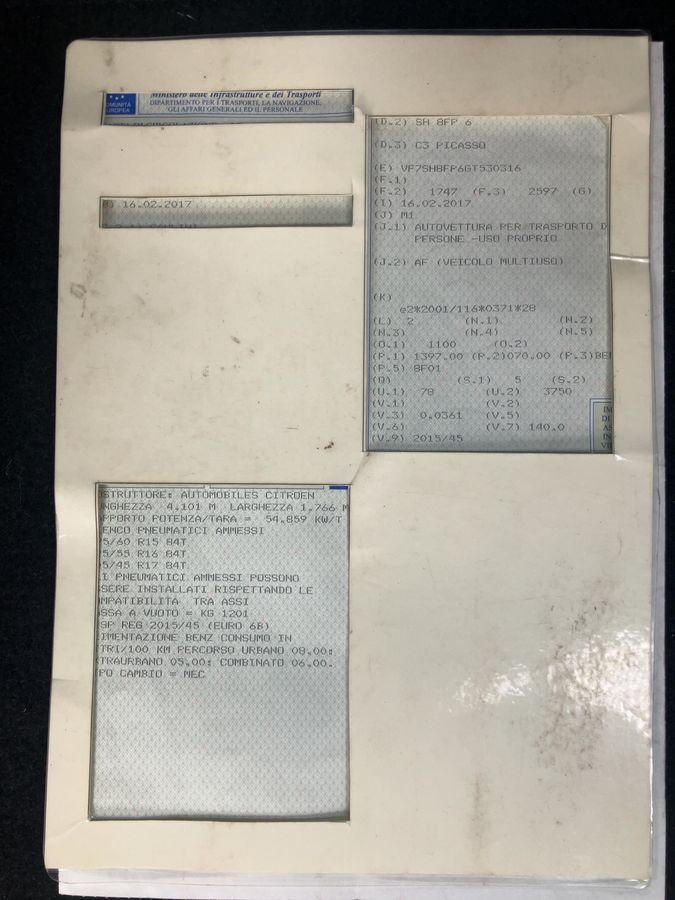 COMUNITÀ
EUROPEA
Ministero delle Infrastrutture e dei Trasporti
DIPARTIMENTO PER I TRASPORTI, LA NAVIGAZIONE,
GLI AFFARI GENERALI ED IL PERSONALE
16.02.2017
(D.2) SH 8FP 6
(D.3) C3 PICASSO
(E) VF7SH8FP6GT530316
(F.1)
(F.2) 1747 (F.3) 2597 (G)
(I) 16.02.2017
(J) M1
(J.1) AUTOVETTURA PER TRASPORTO D
PERSONE -USO PROPRIO
(J.2) AF (VEICOLO MULTIUSO)
(K)
e2*2001/116*0371*28
(L) 2 (N.1) (N.2)
(N.3) (N.4) (N.5)
(O.1) 1100 (O.2)
(P.1) 1397.00 (P.2)070.00 (P.3)BE
(P.5) 8F01
(Q) (S.1) 5 (S.2)
(U.1) 78 (U.2) 3750
(V.1) (V.2)
(V.3) 0.0361 (V.5)
(V.6) (V.7) 140.0
(V.9) 2015/45
IM
DI
AS
IN
VI
OSTRUTTORE: AUTOMOBILES CITROEN
NGHEZZA 4.101 M LARGHEZZA 1.766 M
PPORTO POTENZA/TARA = 54.859 KW/T
ENCO PNEUMATICI AMMESSI
5/60 R15 84T
5/55 R16 84T
5/45 R17 84T
I PNEUMATICI AMMESSI POSSONO
SERE INSTALLATI RISPETTANDO LE
MPATIBILITA TRA ASSI
SSA A VUOTO = KG 1201
SP REG 2015/45 (EURO 6B)
IMENTAZIONE BENZ CONSUMO IN
TRI/100 KM PERCORSO URBANO 08.00;
TRAURBANO 05.00; COMBINATO 06.00.
PO CAMBIO = MEC